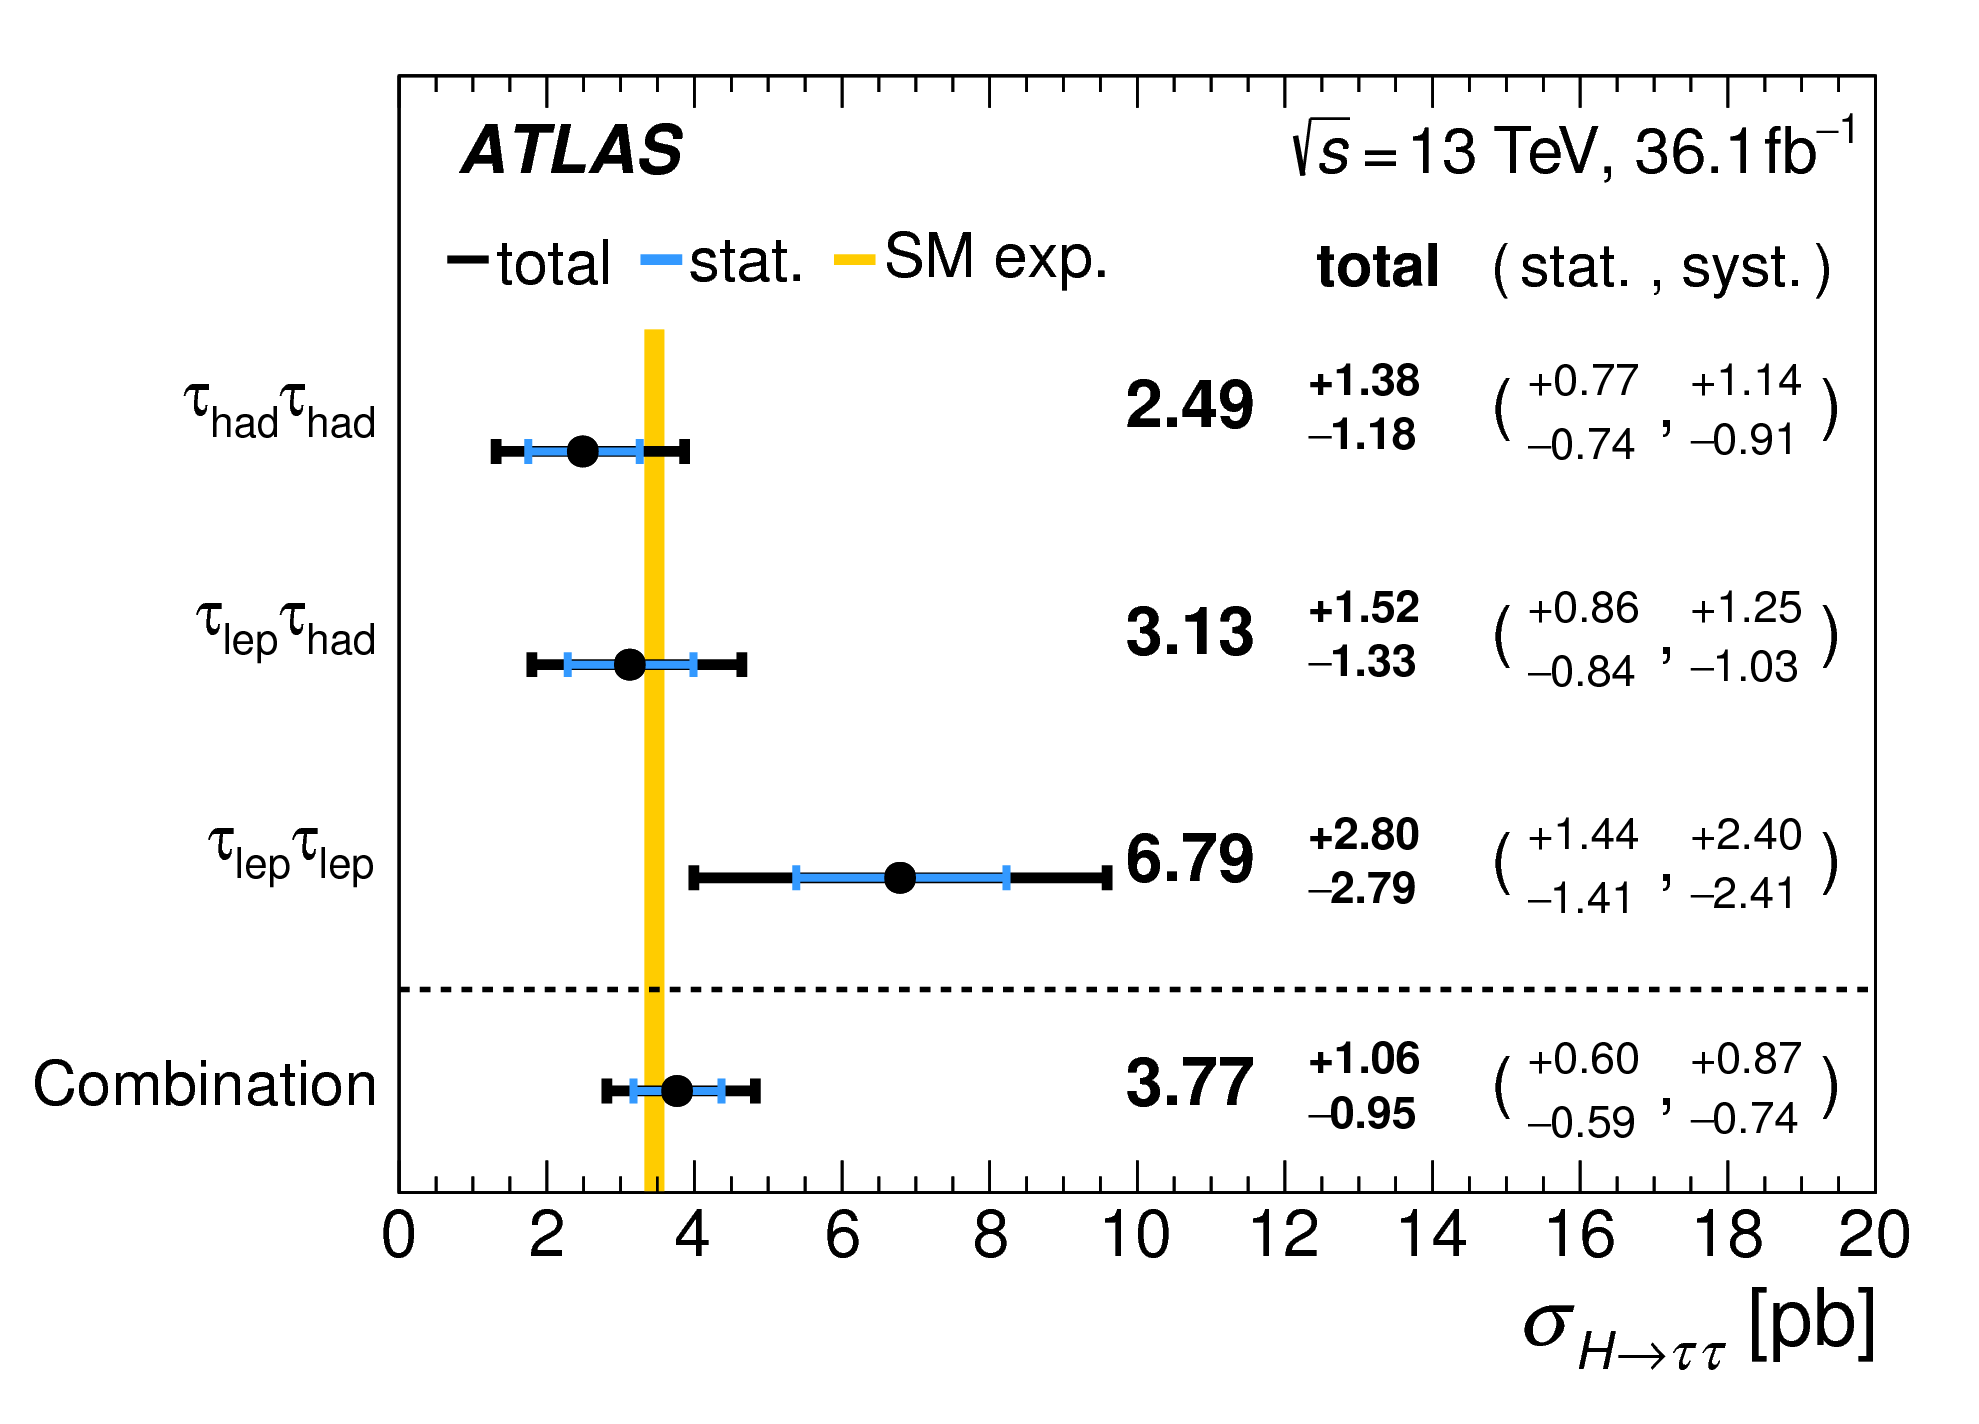 ATLAS √s = 13 TeV, 36.1 fb⁻¹
total stat. SM exp. total ( stat. , syst. )
τhadτhad 2.49 +1.38 −1.18 ( +0.77 −0.74 , +1.14 −0.91 )
τlepτhad 3.13 +1.52 −1.33 ( +0.86 −0.84 , +1.25 −1.03 )
τlepτlep 6.79 +2.80 −2.79 ( +1.44 −1.41 , +2.40 −2.41 )
Combination 3.77 +1.06 −0.95 ( +0.60 −0.59 , +0.87 −0.74 )
0 2 4 6 8 10 12 14 16 18 20
σH→ττ [pb]